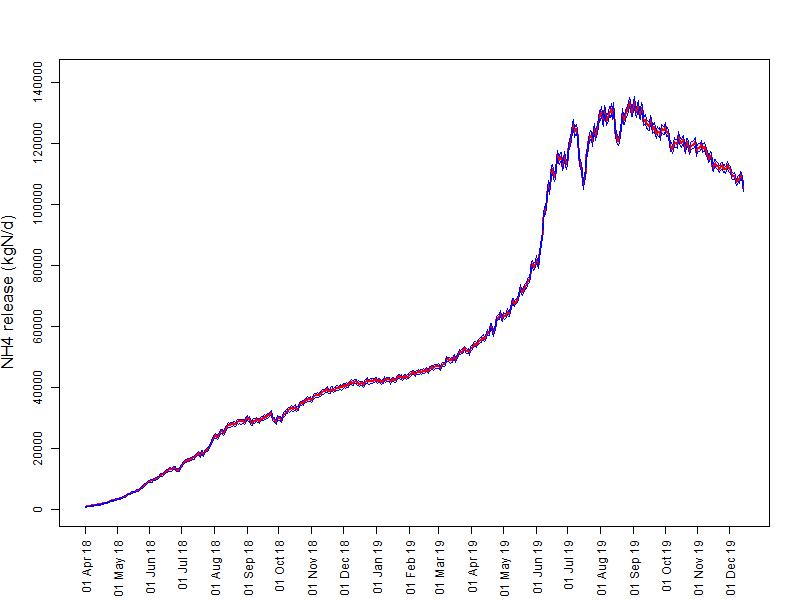 NH4 release (kgN/d)
140000
120000
100000
80000
60000
40000
20000
0
01 Apr 18
01 May 18
01 Jun 18
01 Jul 18
01 Aug 18
01 Sep 18
01 Oct 18
01 Nov 18
01 Dec 18
01 Jan 19
01 Feb 19
01 Mar 19
01 Apr 19
01 May 19
01 Jun 19
01 Jul 19
01 Aug 19
01 Sep 19
01 Oct 19
01 Nov 19
01 Dec 19